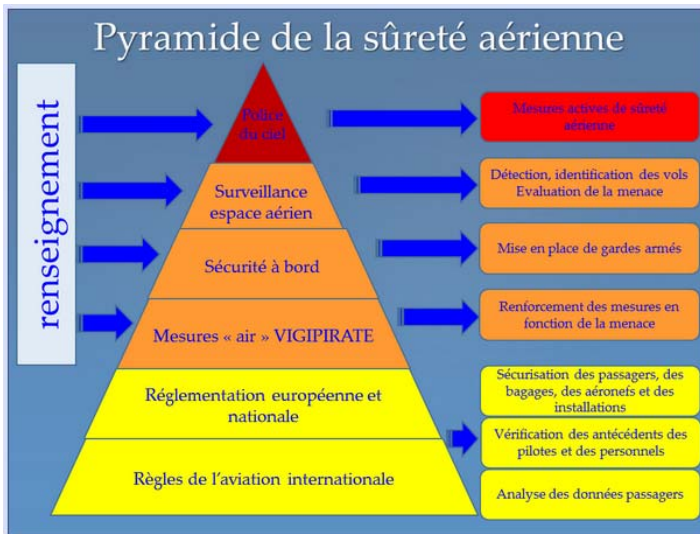 Pyramide de la sûreté aérienne
renseignement
Police
du ciel
Mesures actives de sûreté
aérienne
Surveillance
espace aérien
Détection, identification des vols
Evaluation de la menace
Sécurité à bord
Mise en place de gardes armés
Mesures « air » VIGIPIRATE
Renforcement des mesures en
fonction de la menace
Réglementation européenne et
nationale
Sécurisation des passagers, des
bagages, des aéronefs et des
installations
Vérification des antécédents des
pilotes et des personnels
Règles de l'aviation internationale
Analyse des données passagers